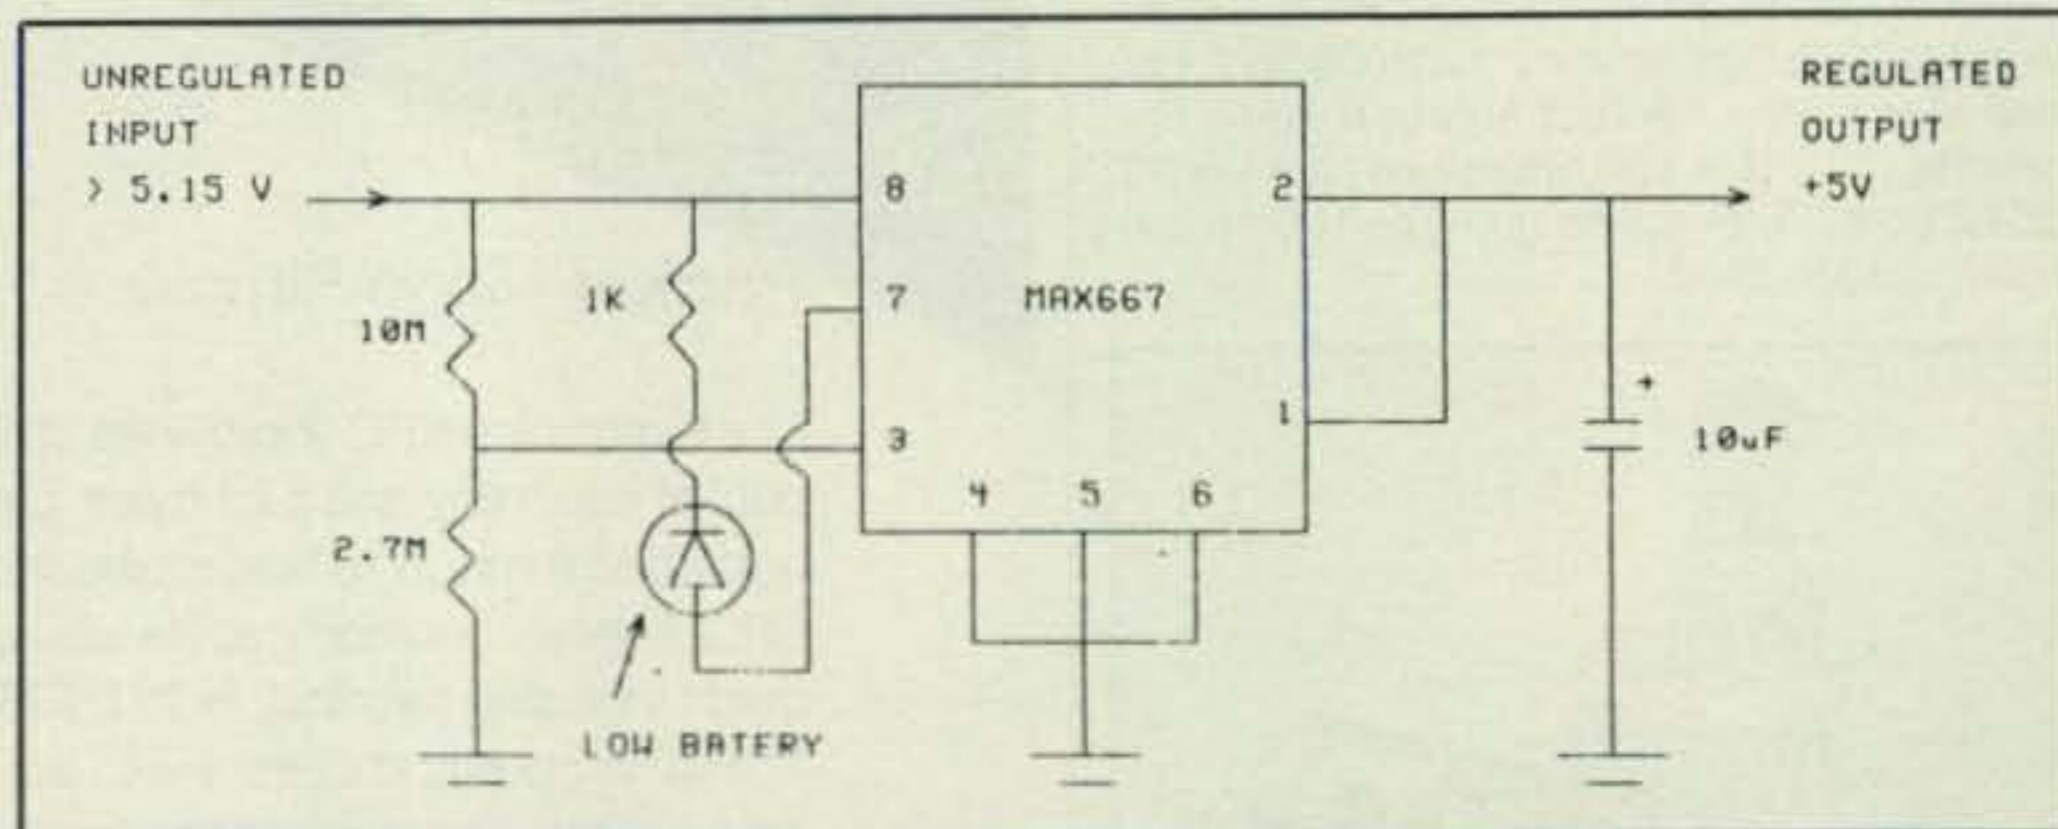 UNREGULATED
INPUT
> 5.15 V
REGULATED
OUTPUT
+5V
8
2
7
MAX667
1K
10M
3
1
+
10uF
4 5 6
2.7M
LOW BATERY